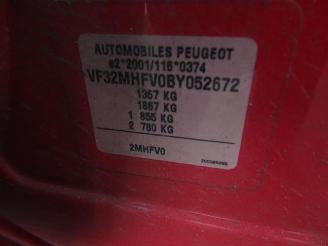 AUTOMOBILES PEUGEOT
e2*2001/116*0374
VF32MHFV0BY052672
1367 KG
1867 KG
1 855 KG
2 780 KG
2MHFV0